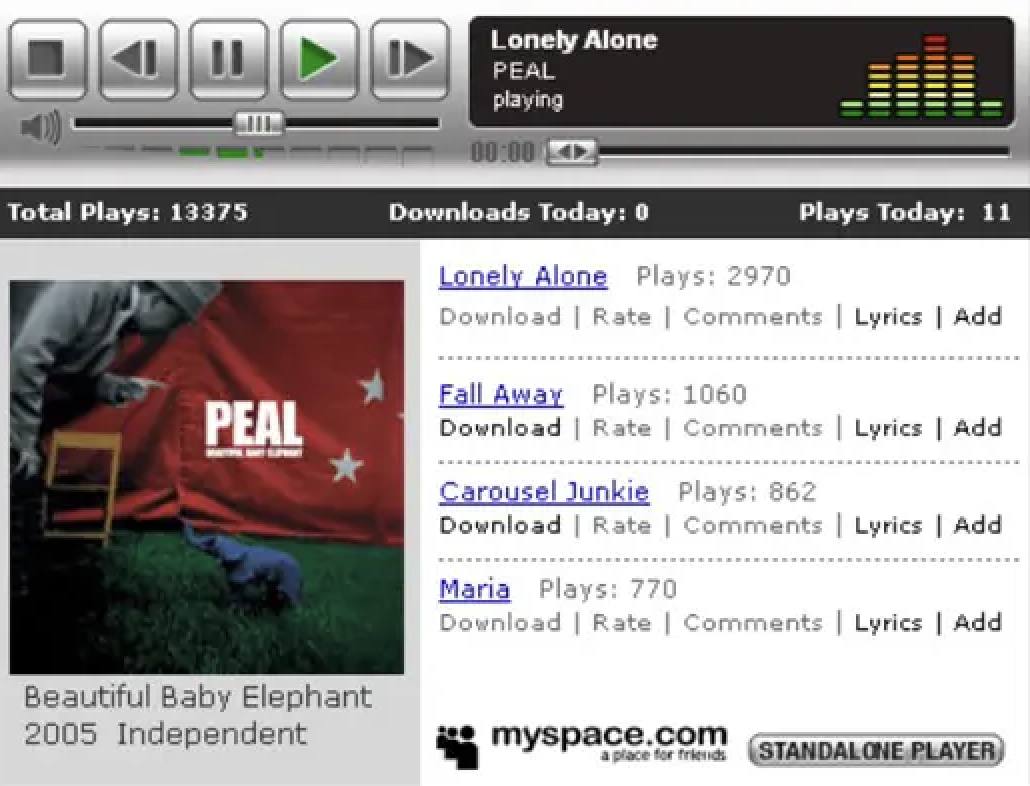 Lonely Alone
PEAL
playing
00:00
Total Plays: 13375 Downloads Today: 0 Plays Today: 11
Lonely Alone Plays: 2970
Download | Rate | Comments | Lyrics | Add
Fall Away Plays: 1060
Download | Rate | Comments | Lyrics | Add
Carousel Junkie Plays: 862
Download | Rate | Comments | Lyrics | Add
Maria Plays: 770
Download | Rate | Comments | Lyrics | Add
PEAL
BEAUTIFUL BABY ELEPHANT
Beautiful Baby Elephant
2005 Independent
myspace.com
a place for friends
STANDALONE PLAYER